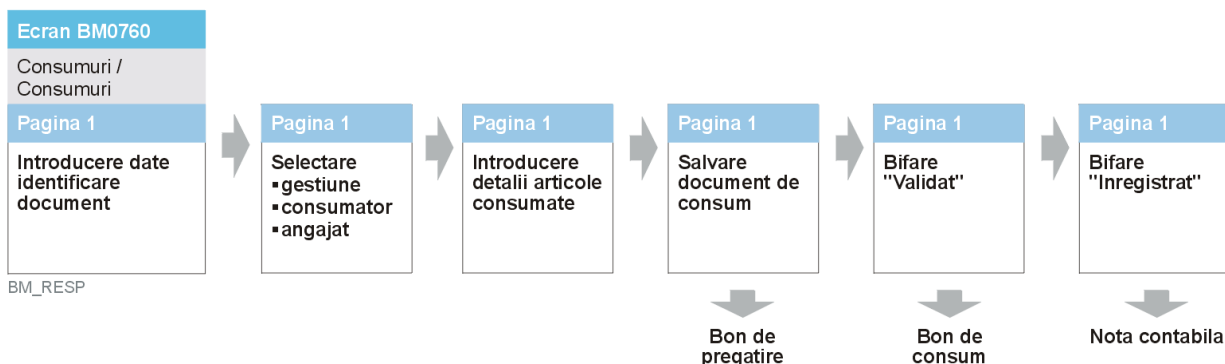 Ecran BM0760
Consumuri /
Consumuri
Pagina 1
Introducere date
identificare
document
BM_RESP
Pagina 1
Selectare
▪gestiune
▪consumator
▪angajat
Pagina 1
Introducere
detalii articole
consumate
Pagina 1
Salvare
document de
consum
Bon de
pregatire
Pagina 1
Bifare
"Validat"
Bon de
consum
Pagina 1
Bifare
"Inregistrat"
Nota contabila